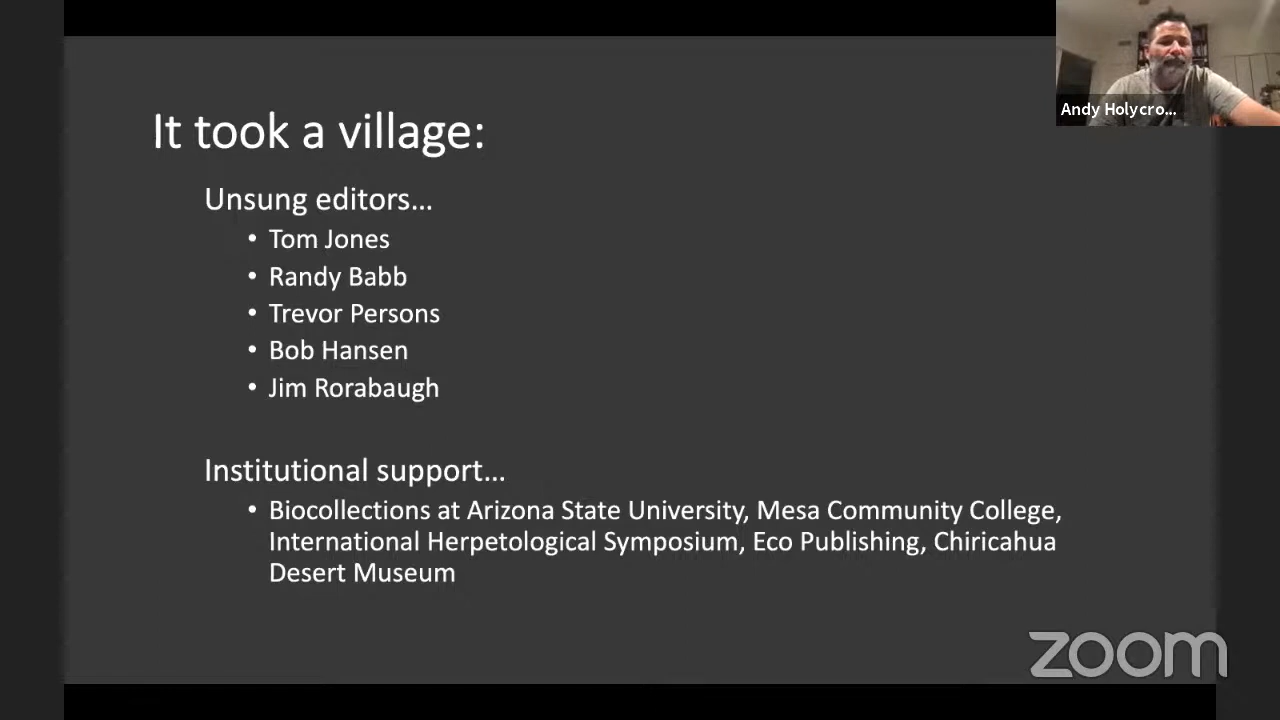 Andy Holycro...
It took a village:
Unsung editors...
• Tom Jones
• Randy Babb
• Trevor Persons
• Bob Hansen
• Jim Rorabaugh
Institutional support...
• Biocollections at Arizona State University, Mesa Community College,
International Herpetological Symposium, Eco Publishing, Chiricahua
Desert Museum
zoom